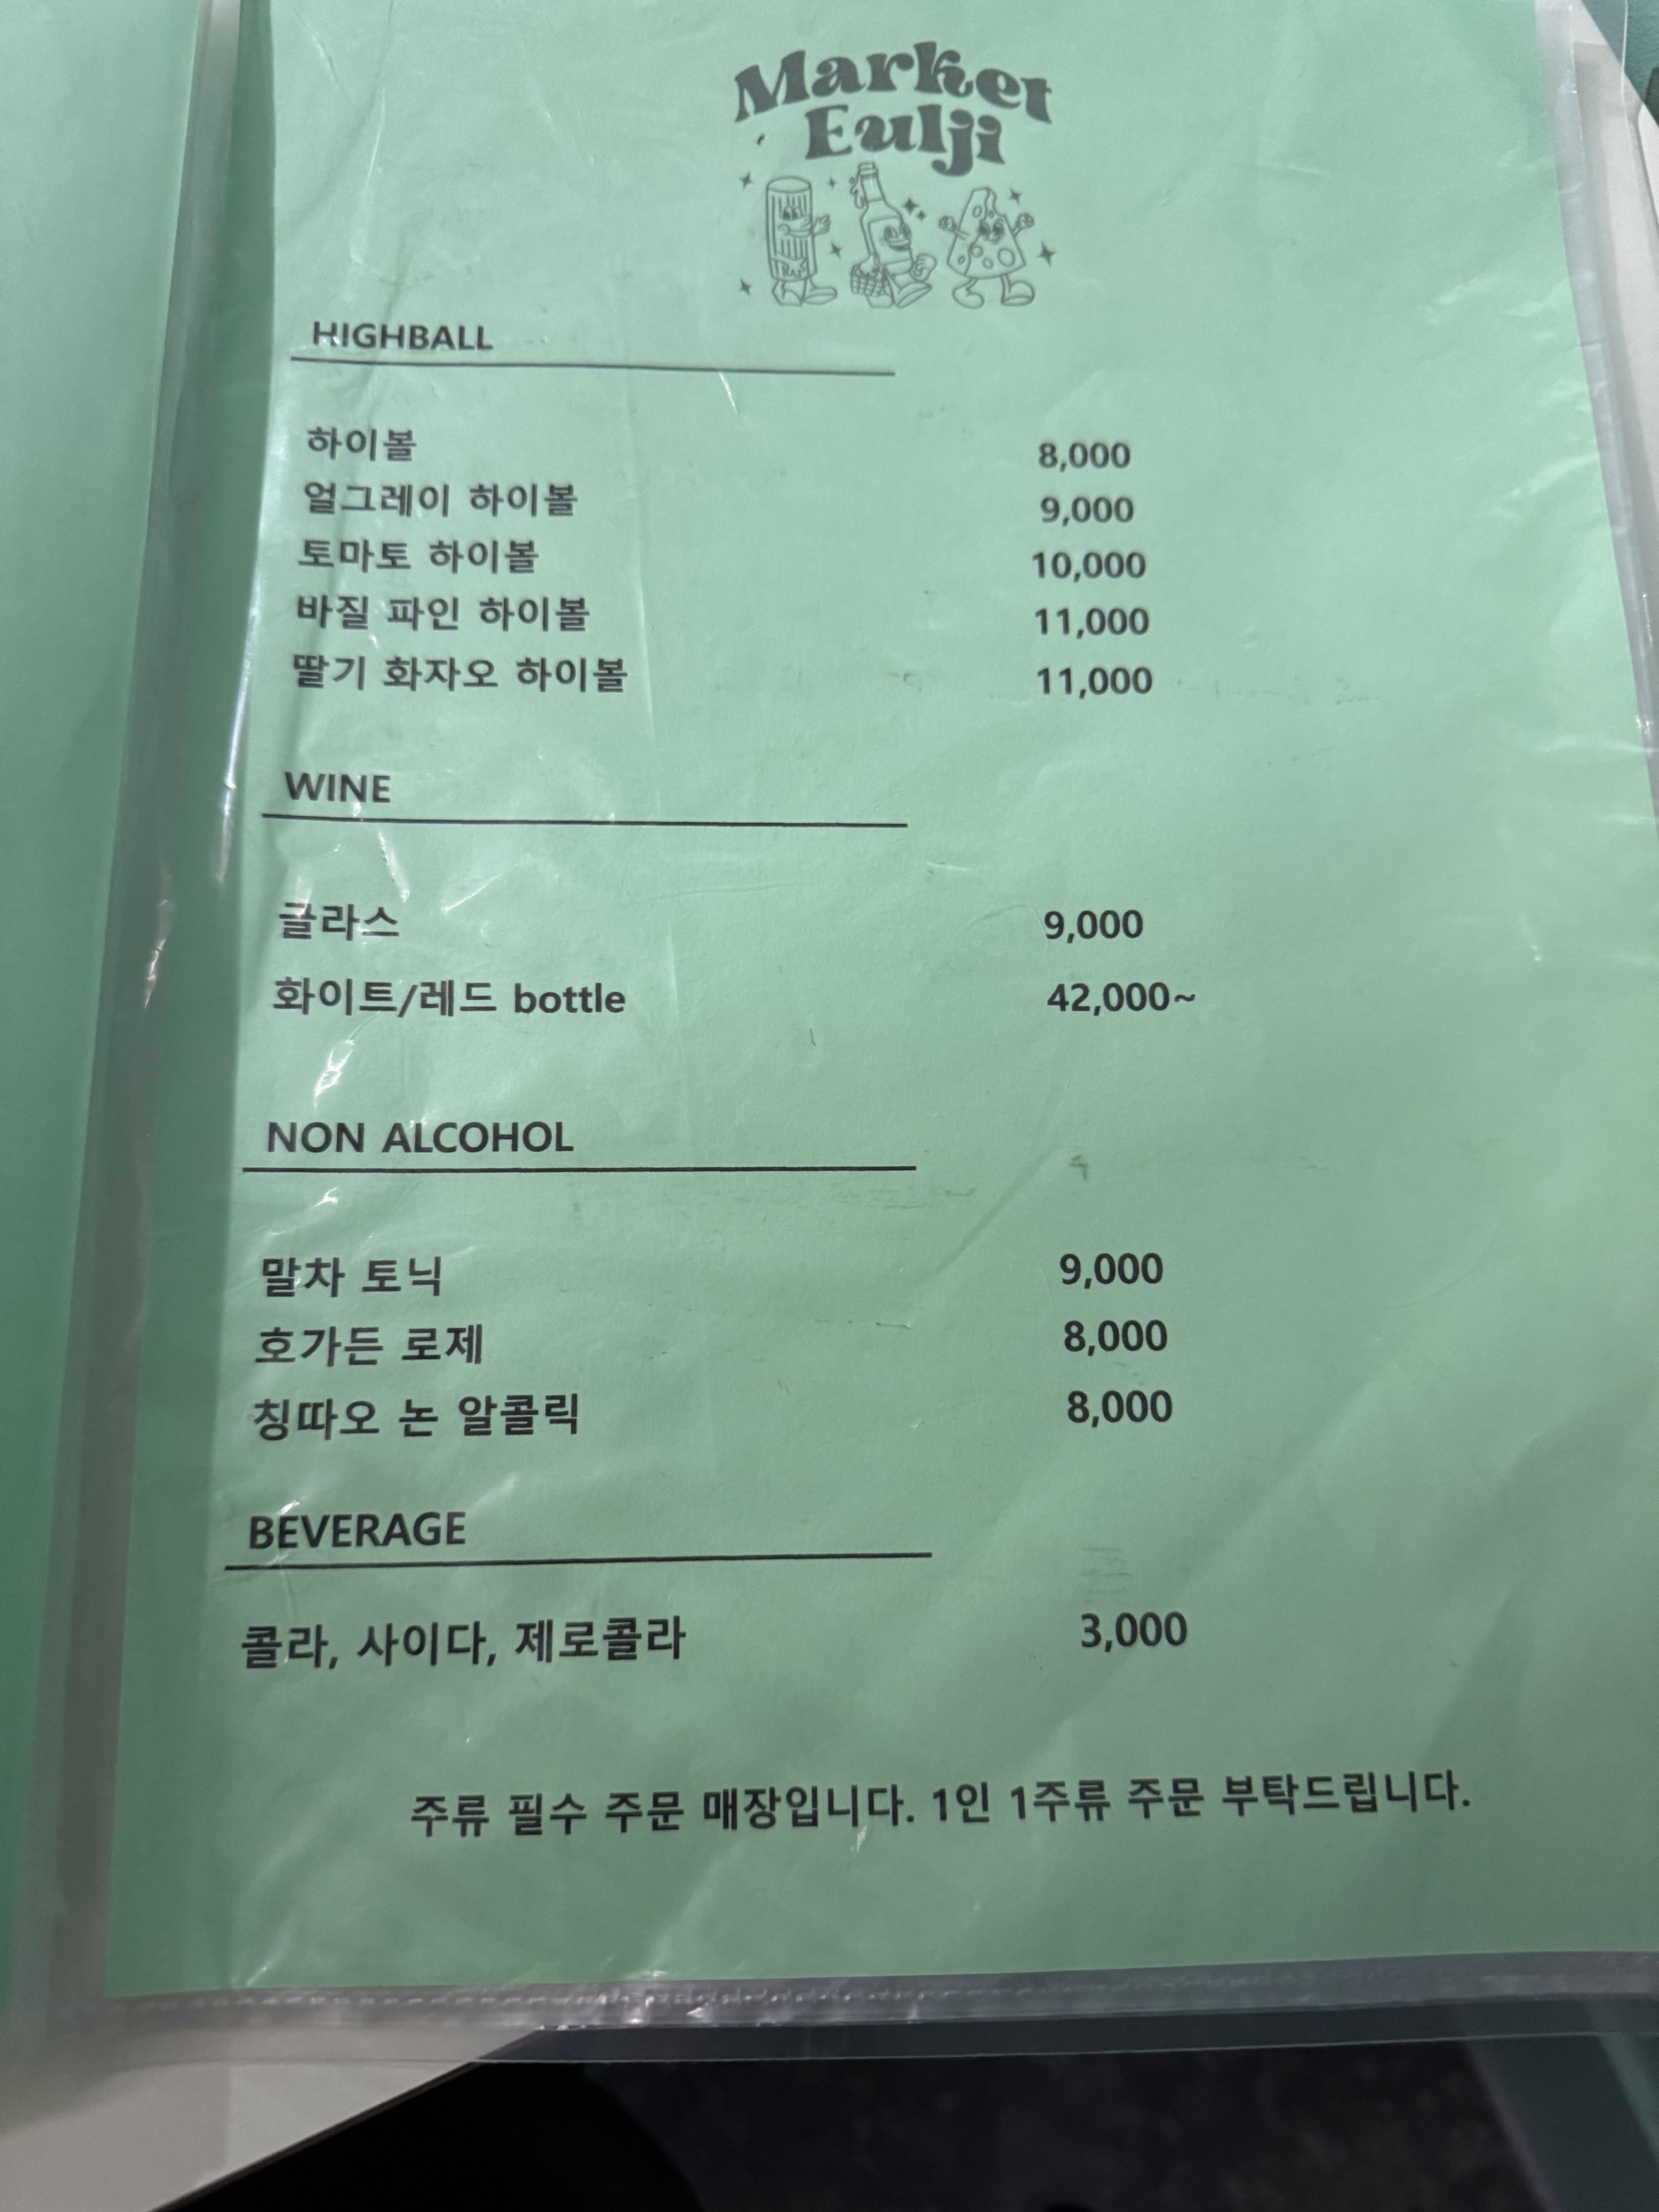 Market
Eulji
HIGHBALL
하이볼 8,000
얼그레이 하이볼 9,000
토마토 하이볼 10,000
바질 파인 하이볼 11,000
딸기 화자오 하이볼 11,000
WINE
글라스 9,000
화이트/레드 bottle 42,000~
NON ALCOHOL
말차 토닉 9,000
호가든 로제 8,000
칭따오 논 알콜릭 8,000
BEVERAGE
콜라, 사이다, 제로콜라 3,000
주류 필수 주문 매장입니다. 1인 1주류 주문 부탁드립니다.